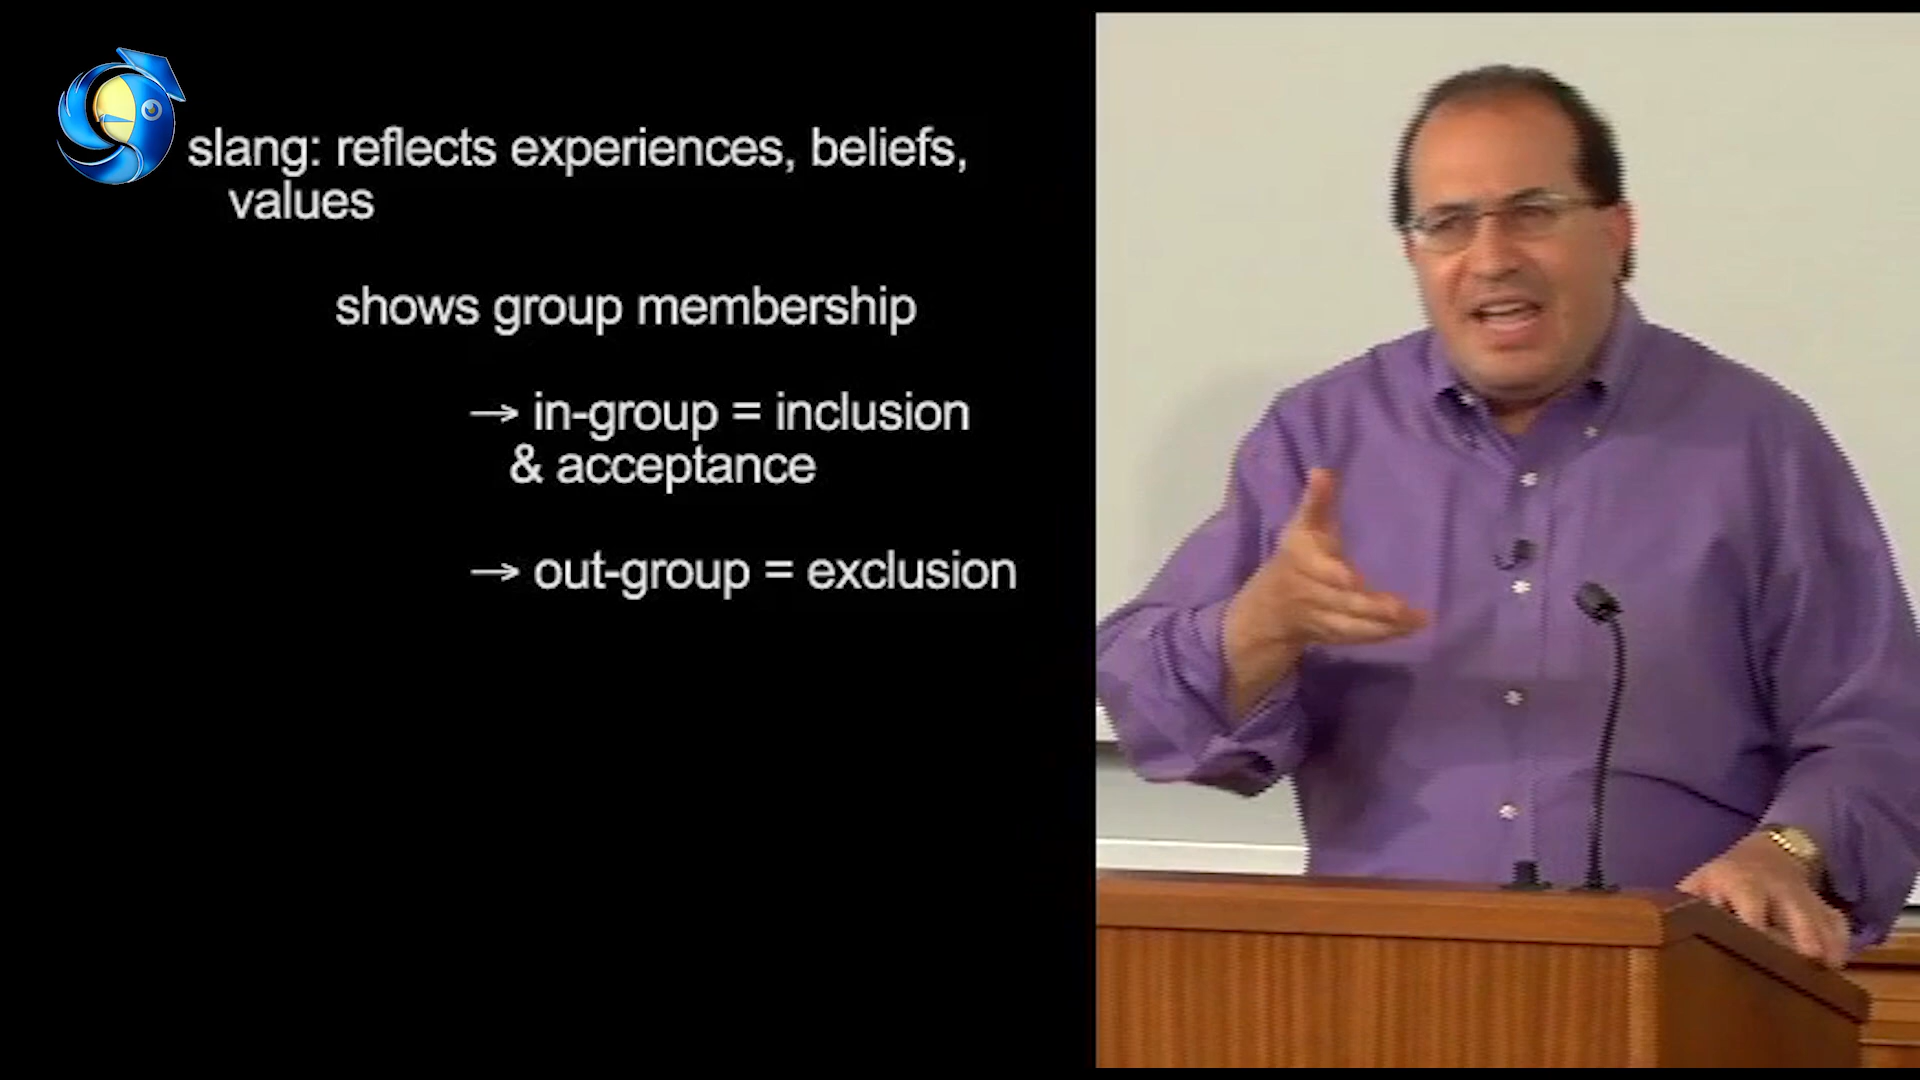 slang: reflects experiences, beliefs,
values
shows group membership
→ in-group = inclusion
& acceptance
→ out-group = exclusion